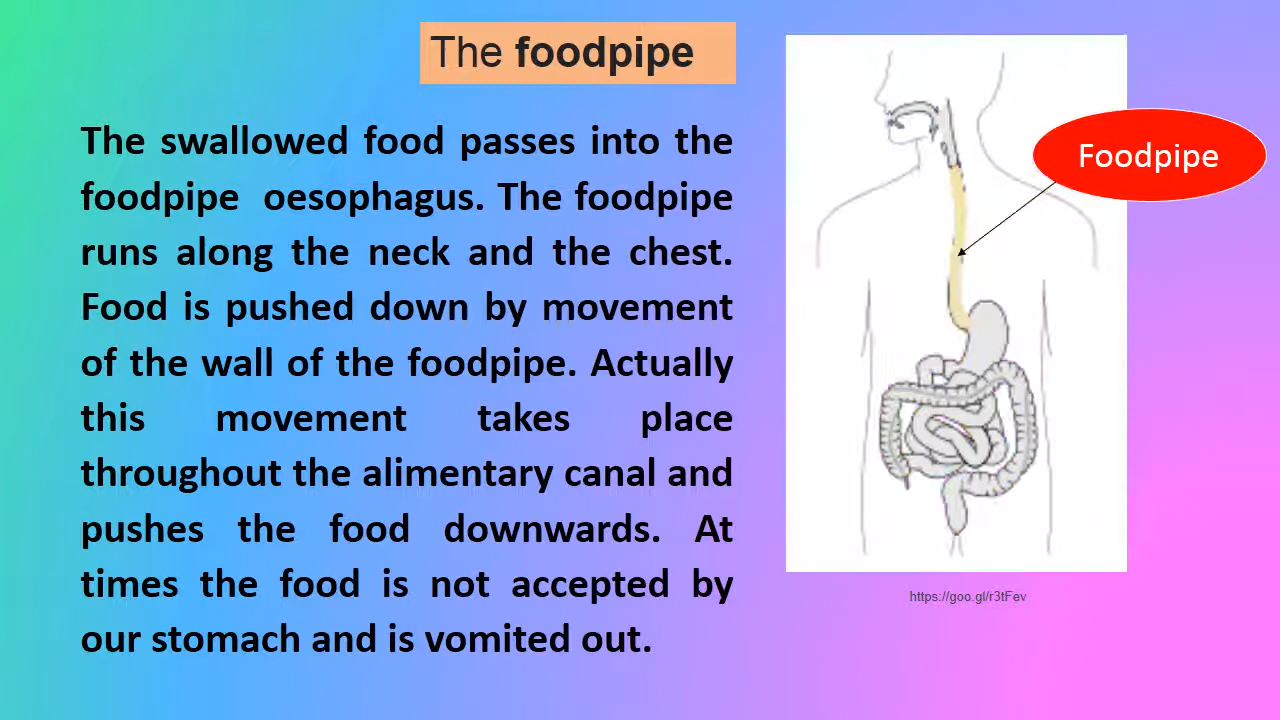 The foodpipe
The swallowed food passes into the
foodpipe oesophagus. The foodpipe
runs along the neck and the chest.
Food is pushed down by movement
of the wall of the foodpipe. Actually
this movement takes place
throughout the alimentary canal and
pushes the food downwards. At
times the food is not accepted by
our stomach and is vomited out.
Foodpipe
https://goo.gl/r3tFev